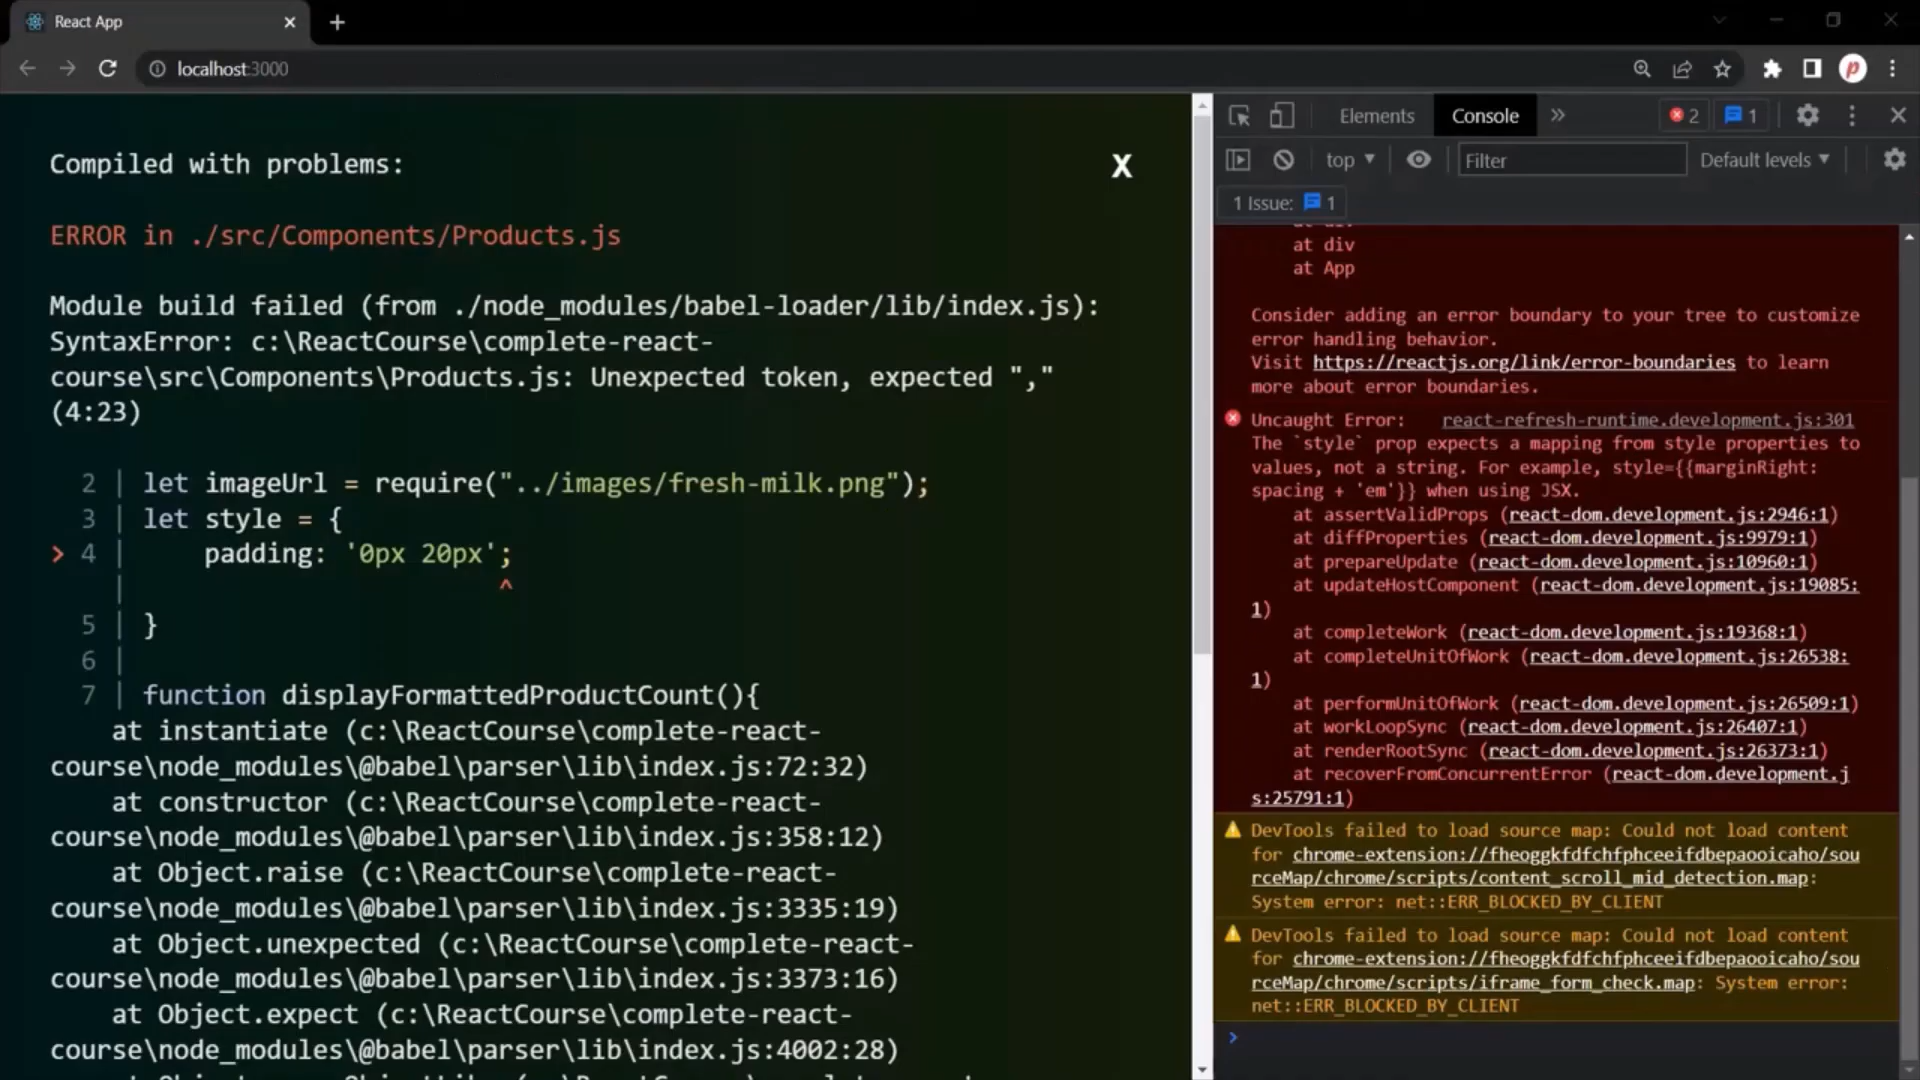 React App
localhost:3000
Compiled with problems:
X
ERROR in ./src/Components/Products.js
Module build failed (from ./node_modules/babel-loader/lib/index.js):
SyntaxError: c:\ReactCourse\complete-react-
course\src\Components\Products.js: Unexpected token, expected ","
(4:23)
2 | let imageUrl = require("../images/fresh-milk.png");
3 | let style = {
> 4 |     padding: '0px 20px';
|                        ^
5 | }
6 |
7 | function displayFormattedProductCount(){
at instantiate (c:\ReactCourse\complete-react-
course\node_modules\@babel\parser\lib\index.js:72:32)
at constructor (c:\ReactCourse\complete-react-
course\node_modules\@babel\parser\lib\index.js:358:12)
at Object.raise (c:\ReactCourse\complete-react-
course\node_modules\@babel\parser\lib\index.js:3335:19)
at Object.unexpected (c:\ReactCourse\complete-react-
course\node_modules\@babel\parser\lib\index.js:3373:16)
at Object.expect (c:\ReactCourse\complete-react-
course\node_modules\@babel\parser\lib\index.js:4002:28)
Elements Console 2 1
top Filter Default levels
1 Issue: 1
at div
at App
Consider adding an error boundary to your tree to customize
error handling behavior.
Visit https://reactjs.org/link/error-boundaries to learn
more about error boundaries.
Uncaught Error: react-refresh-runtime.development.js:301
The `style` prop expects a mapping from style properties to
values, not a string. For example, style={{marginRight:
spacing + 'em'}} when using JSX.
at assertValidProps (react-dom.development.js:2946:1)
at diffProperties (react-dom.development.js:9979:1)
at prepareUpdate (react-dom.development.js:10960:1)
at updateHostComponent (react-dom.development.js:19085:
1)
at completeWork (react-dom.development.js:19368:1)
at completeUnitOfWork (react-dom.development.js:26538:
1)
at performUnitOfWork (react-dom.development.js:26509:1)
at workLoopSync (react-dom.development.js:26407:1)
at renderRootSync (react-dom.development.js:26373:1)
at recoverFromConcurrentError (react-dom.development.j
s:25791:1)
DevTools failed to load source map: Could not load content
for chrome-extension://fheoggkfdfchfphceeifdbepaooicaho/sou
rceMap/chrome/scripts/content_scroll_mid_detection.map:
System error: net::ERR_BLOCKED_BY_CLIENT
DevTools failed to load source map: Could not load content
for chrome-extension://fheoggkfdfchfphceeifdbepaooicaho/sou
rceMap/chrome/scripts/iframe_form_check.map: System error:
net::ERR_BLOCKED_BY_CLIENT